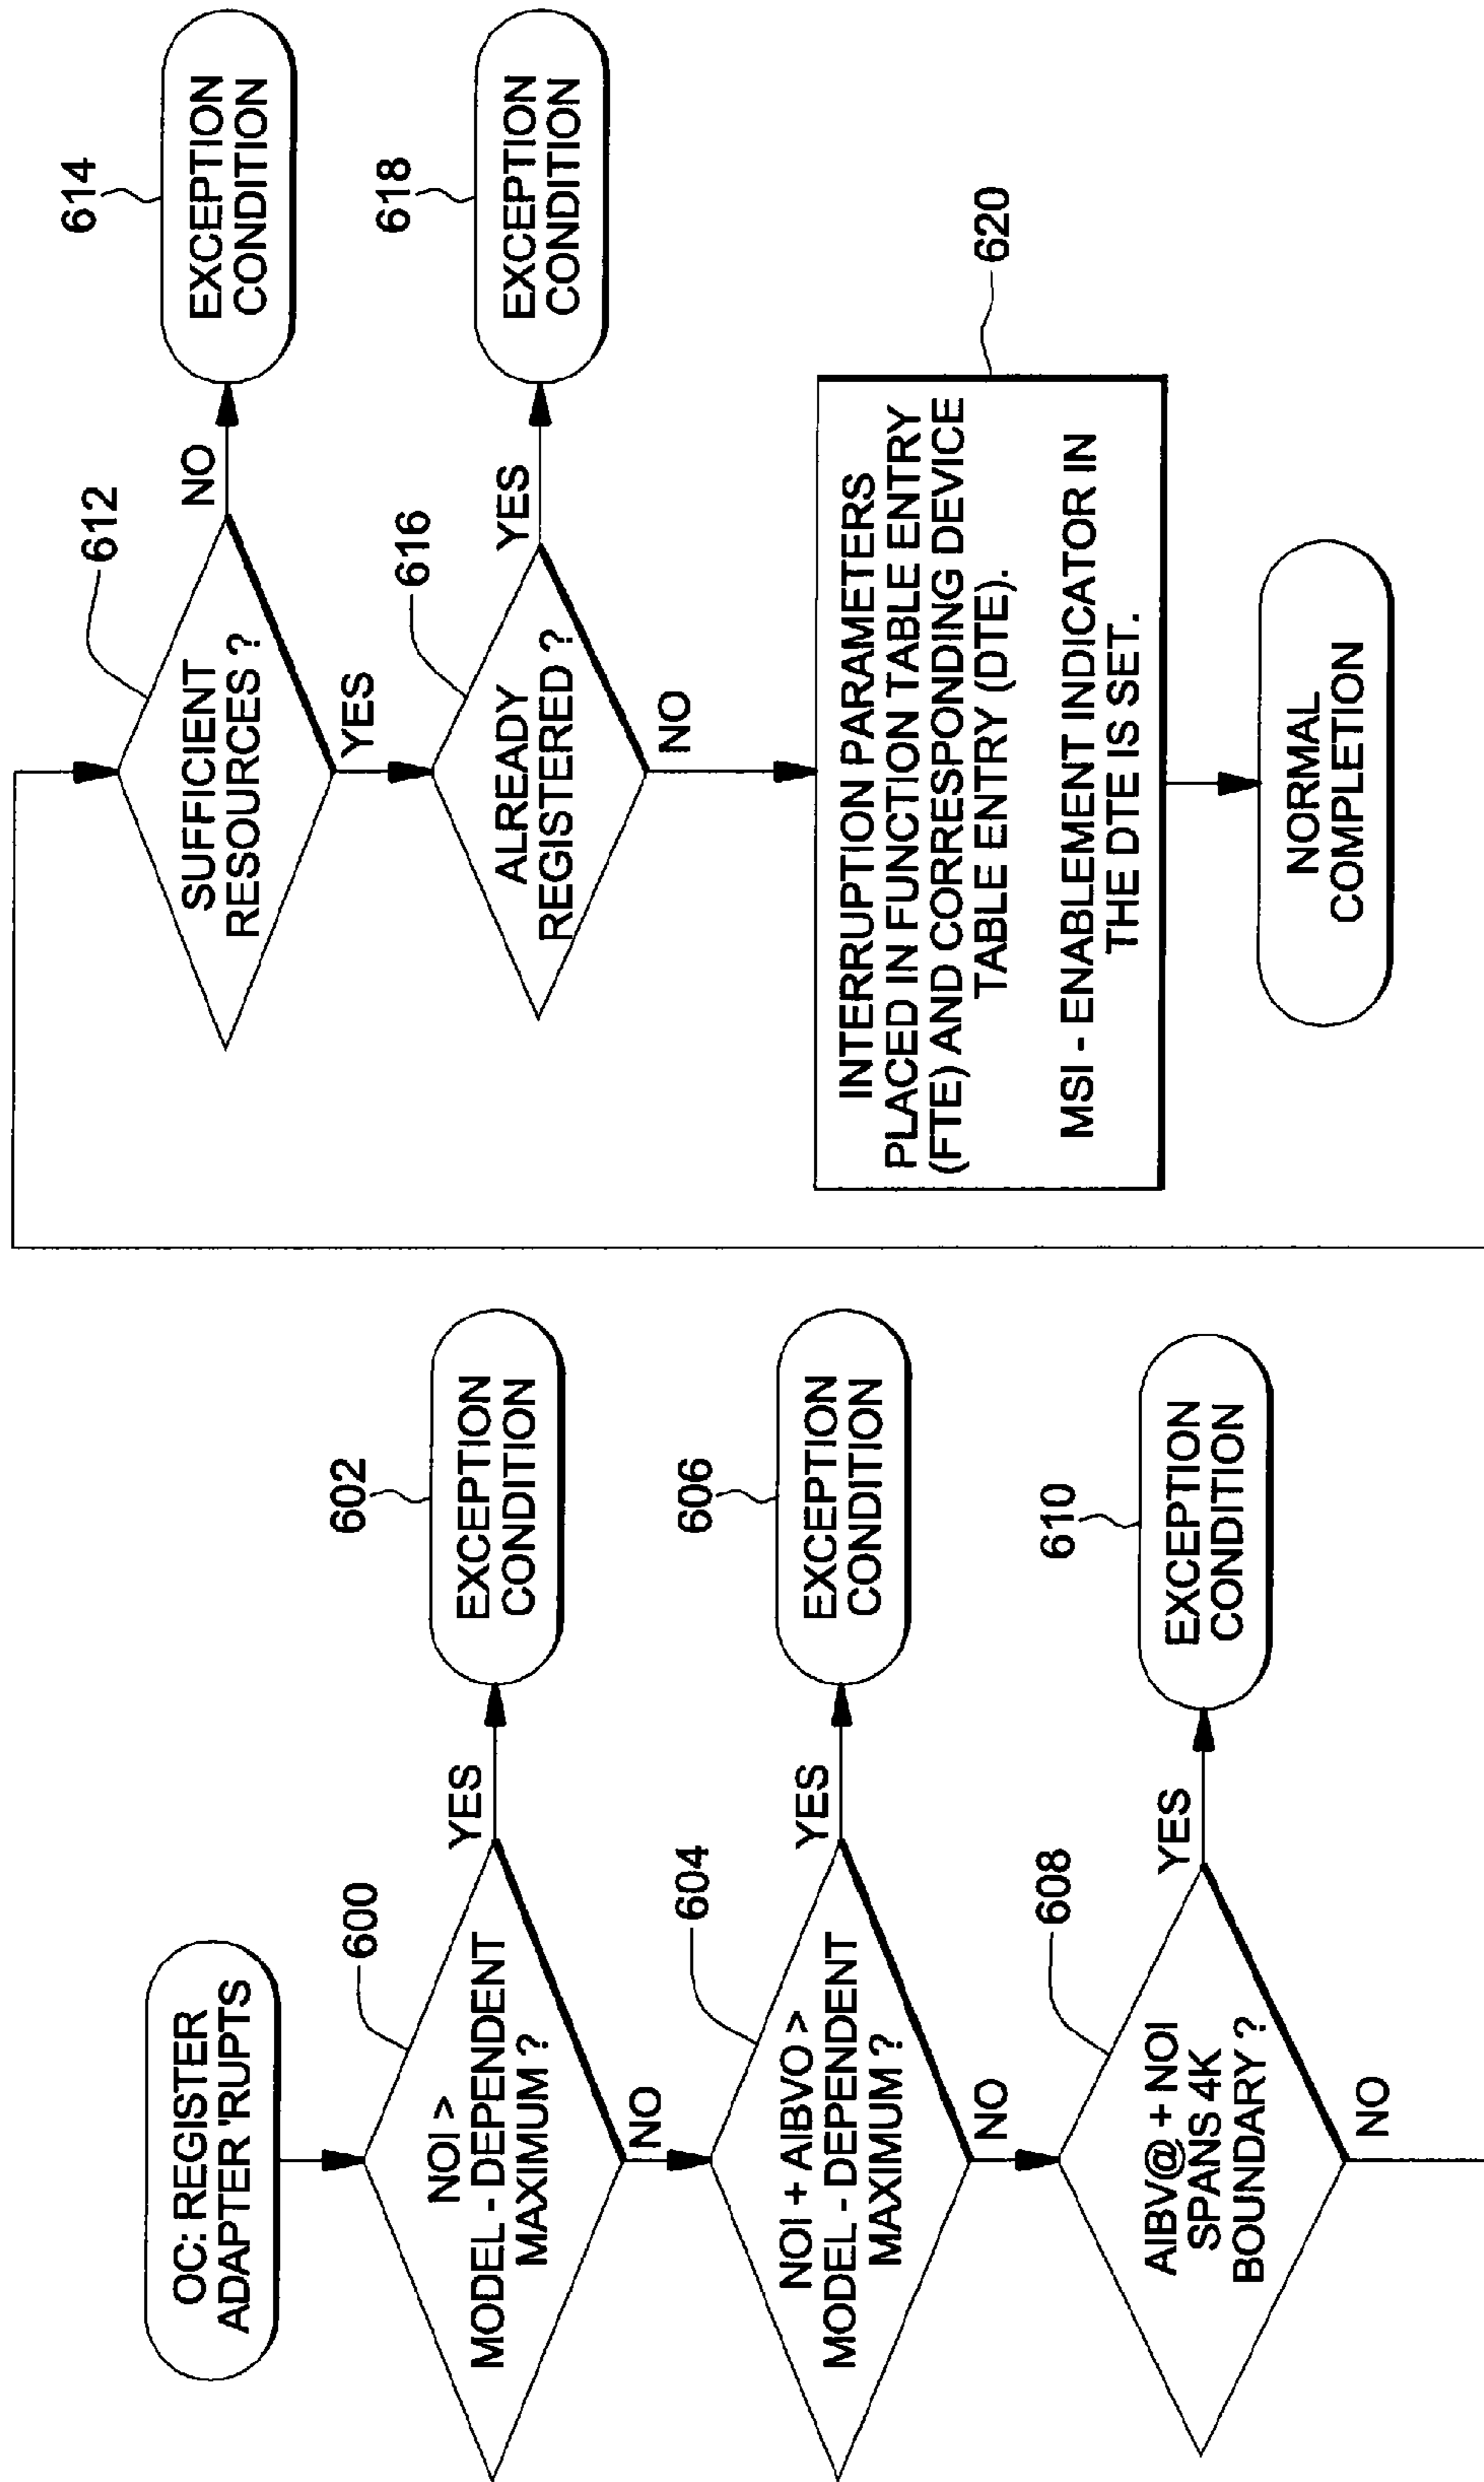 OC: REGISTER
ADAPTER 'RUPTS
600
NOI >
MODEL - DEPENDENT
MAXIMUM ?
YES
602
EXCEPTION
CONDITION
NO
604
NOI + AIBVO >
MODEL - DEPENDENT
MAXIMUM ?
YES
606
EXCEPTION
CONDITION
NO
608
AIBV@ + NOI
SPANS 4K
BOUNDARY ?
YES
610
EXCEPTION
CONDITION
NO
612
SUFFICIENT
RESOURCES ?
NO
614
EXCEPTION
CONDITION
YES
616
ALREADY
REGISTERED ?
YES
618
EXCEPTION
CONDITION
NO
620
INTERRUPTION PARAMETERS
PLACED IN FUNCTION TABLE ENTRY
(FTE) AND CORRESPONDING DEVICE
TABLE ENTRY (DTE).
MSI - ENABLEMENT INDICATOR IN
THE DTE IS SET.
NORMAL
COMPLETION